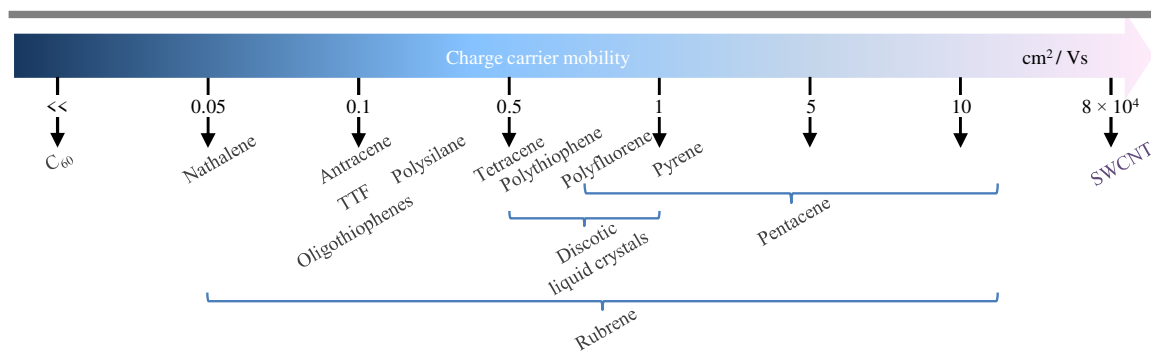 Charge carrier mobility
cm² / Vs
<<
0.05
0.1
0.5
1
5
10
8 × 10⁴
C₆₀
Nathalene
Antracene
Polysilane
TTF
Oligothiophenes
Tetracene
Polythiophene
Polyfluorene
Pyrene
SWCNT
Pentacene
Discotic
liquid crystals
Rubrene